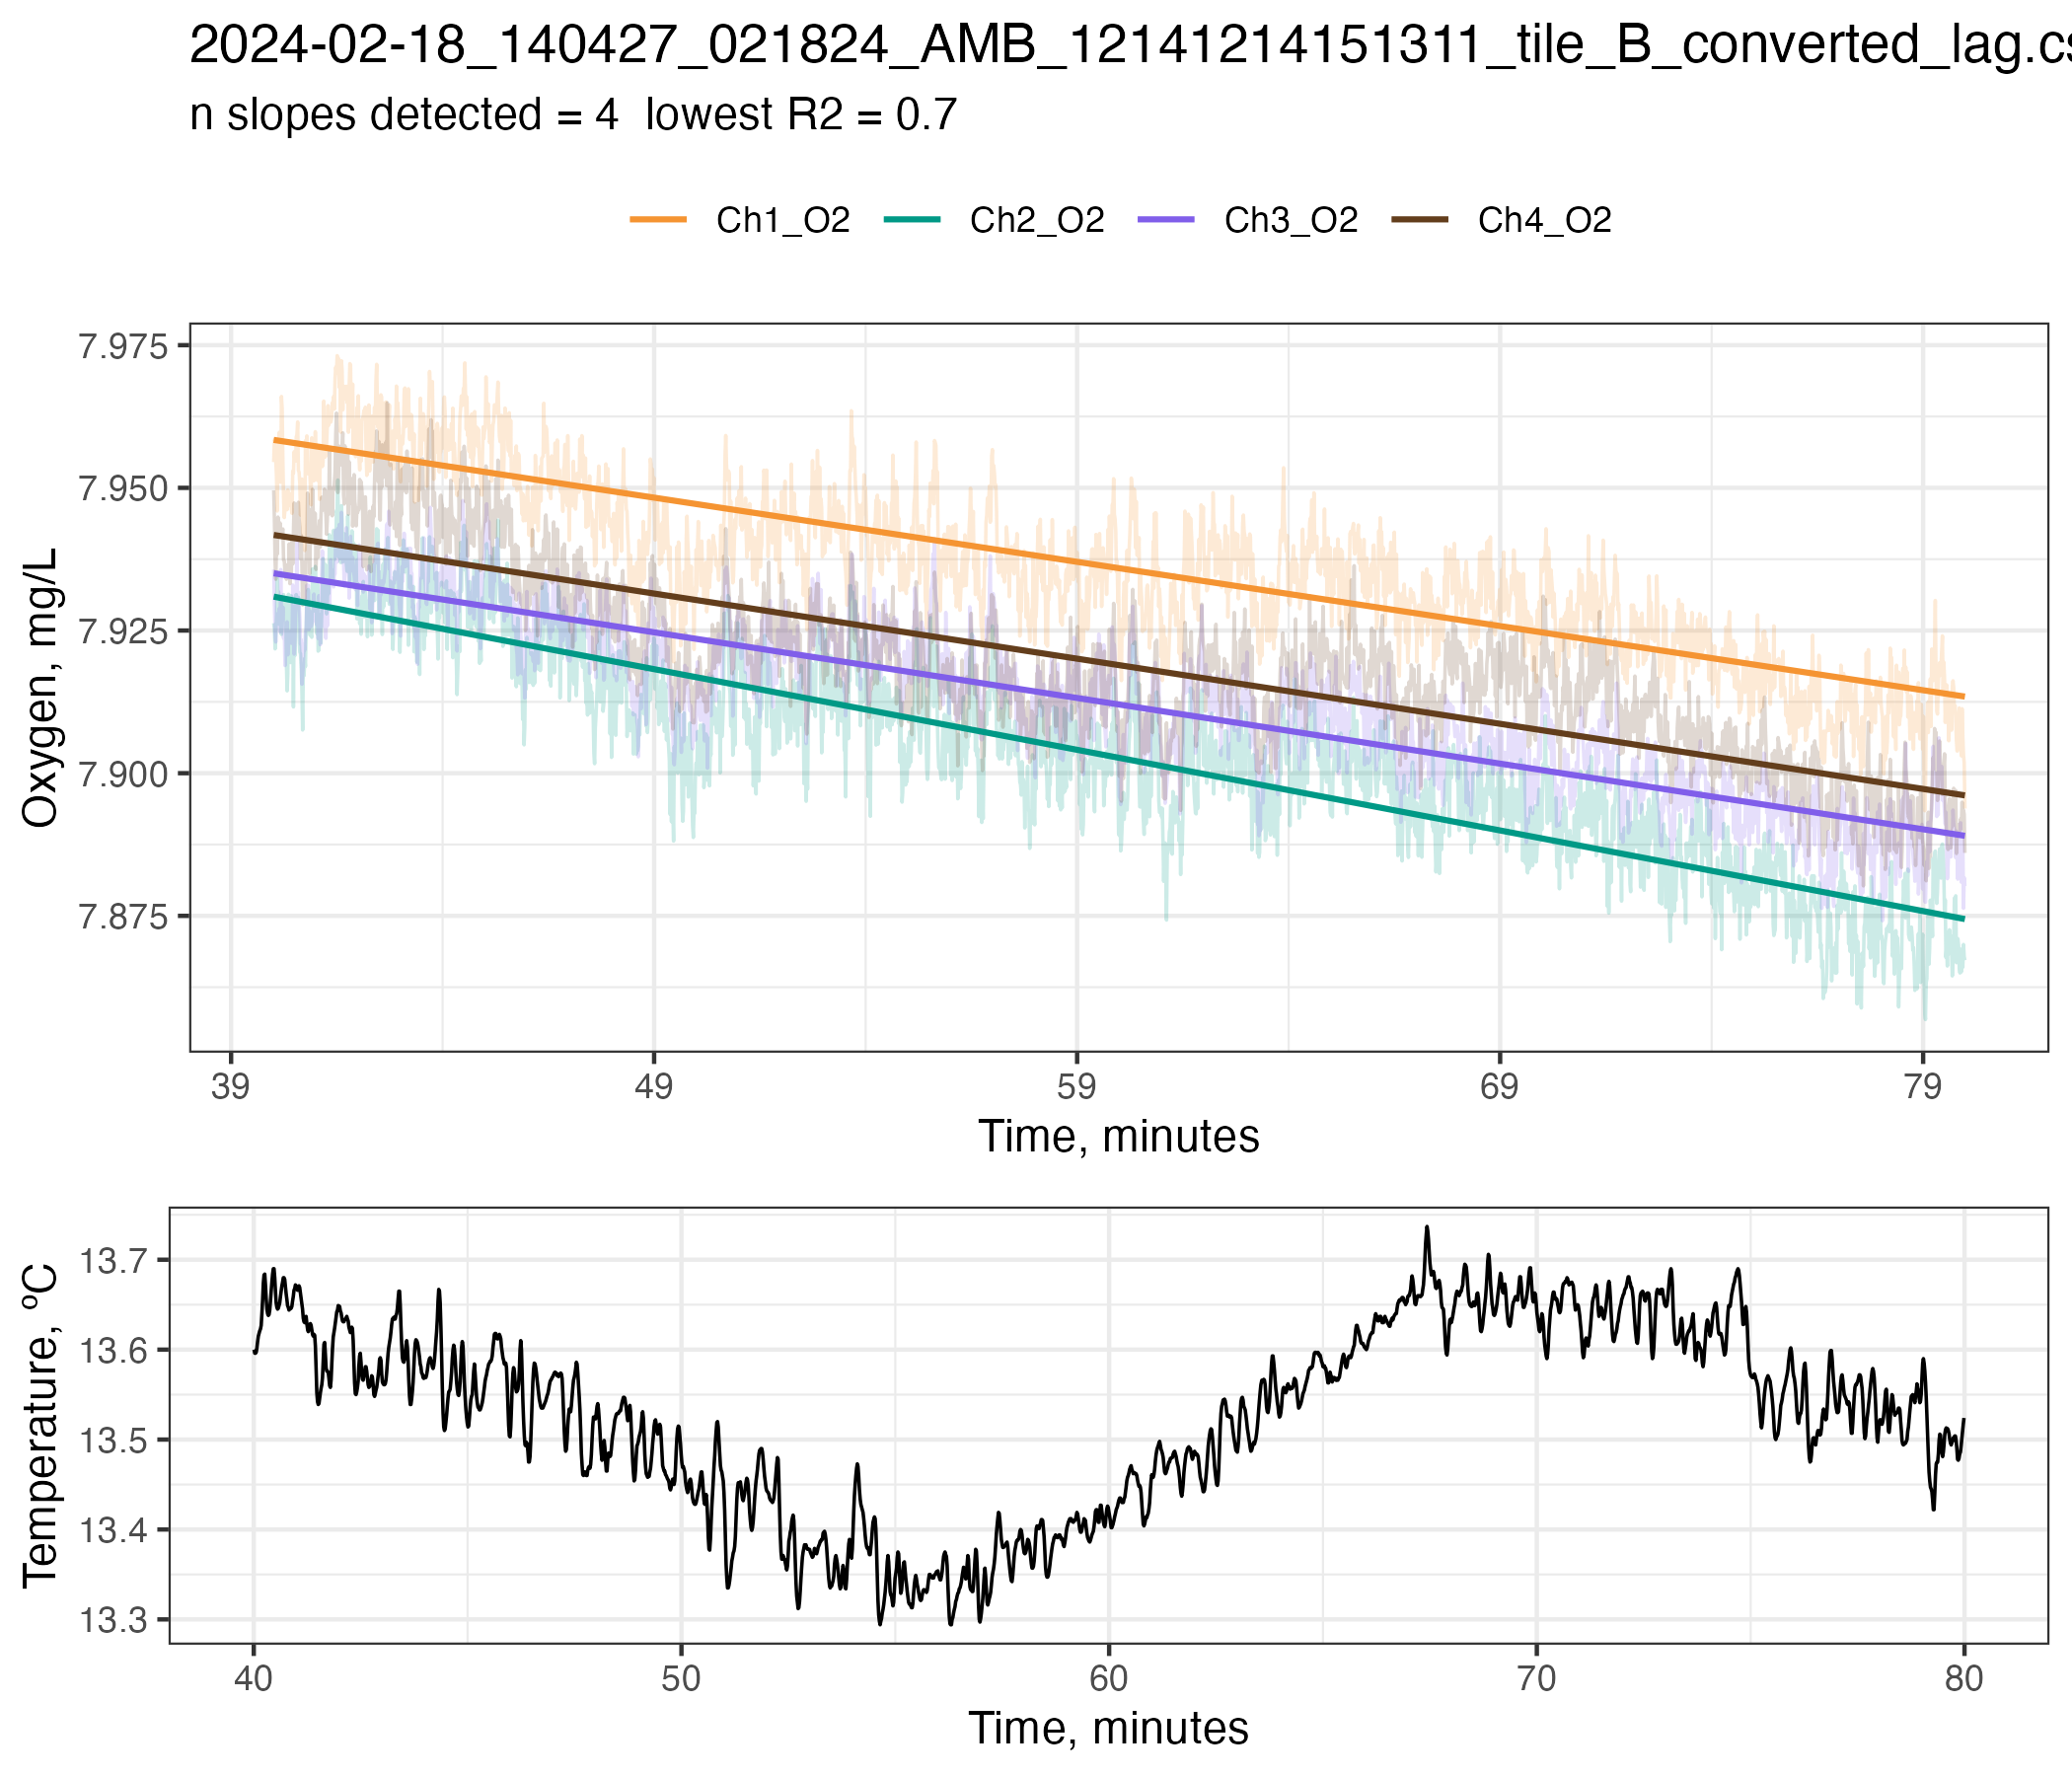 2024-02-18_140427_021824_AMB_12141214151311_tile_B_converted_lag.cs
n slopes detected = 4  lowest R2 = 0.7
Ch1_O2 Ch2_O2 Ch3_O2 Ch4_O2
Oxygen, mg/L
7.975
7.950
7.925
7.900
7.875
39 49 59 69 79
Time, minutes
Temperature, ºC
13.7
13.6
13.5
13.4
13.3
40 50 60 70 80
Time, minutes